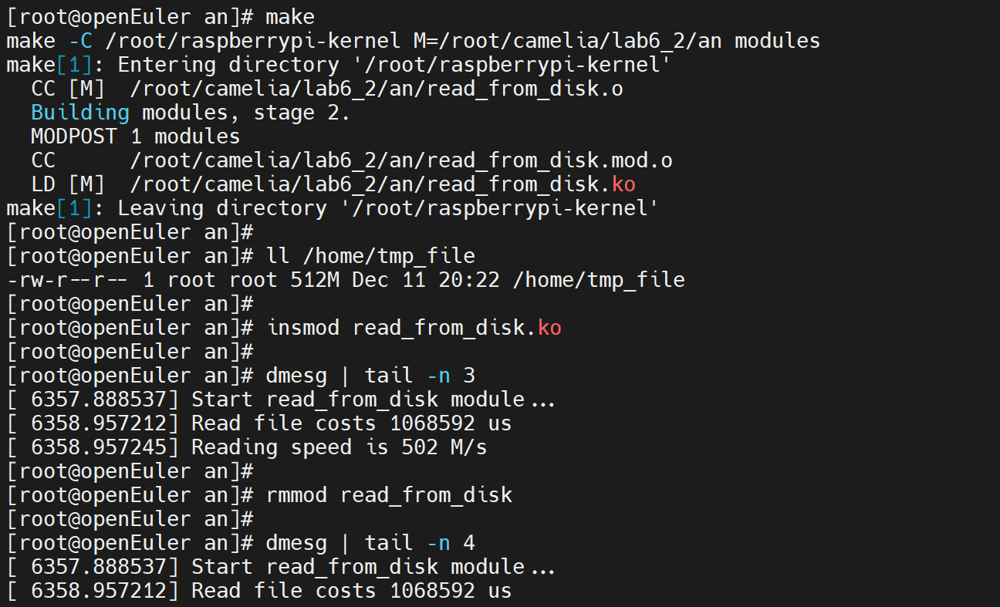 [root@openEuler an]# make
make -C /root/raspberrypi-kernel M=/root/camelia/lab6_2/an modules
make[1]: Entering directory '/root/raspberrypi-kernel'
  CC [M]  /root/camelia/lab6_2/an/read_from_disk.o
  Building modules, stage 2.
  MODPOST 1 modules
  CC      /root/camelia/lab6_2/an/read_from_disk.mod.o
  LD [M]  /root/camelia/lab6_2/an/read_from_disk.ko
make[1]: Leaving directory '/root/raspberrypi-kernel'
[root@openEuler an]#
[root@openEuler an]# ll /home/tmp_file
-rw-r--r-- 1 root root 512M Dec 11 20:22 /home/tmp_file
[root@openEuler an]#
[root@openEuler an]# insmod read_from_disk.ko
[root@openEuler an]#
[root@openEuler an]# dmesg | tail -n 3
[ 6357.888537] Start read_from_disk module...
[ 6358.957212] Read file costs 1068592 us
[ 6358.957245] Reading speed is 502 M/s
[root@openEuler an]#
[root@openEuler an]# rmmod read_from_disk
[root@openEuler an]#
[root@openEuler an]# dmesg | tail -n 4
[ 6357.888537] Start read_from_disk module...
[ 6358.957212] Read file costs 1068592 us